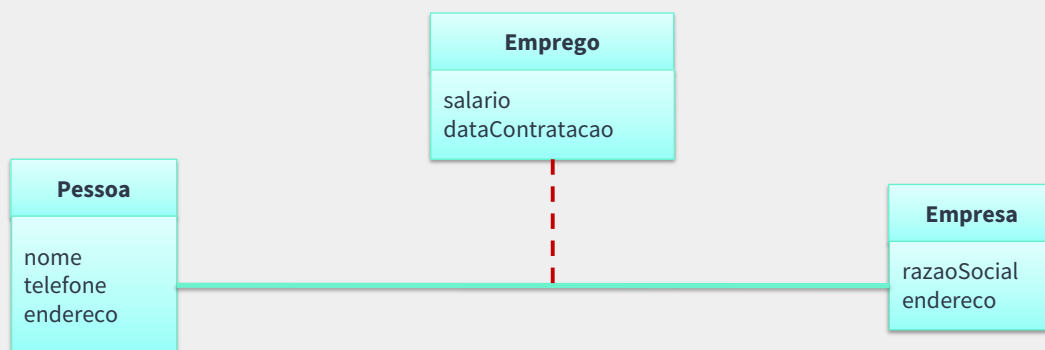 Emprego
salario
dataContratacao
Pessoa
nome
telefone
endereco
Empresa
razaoSocial
endereco